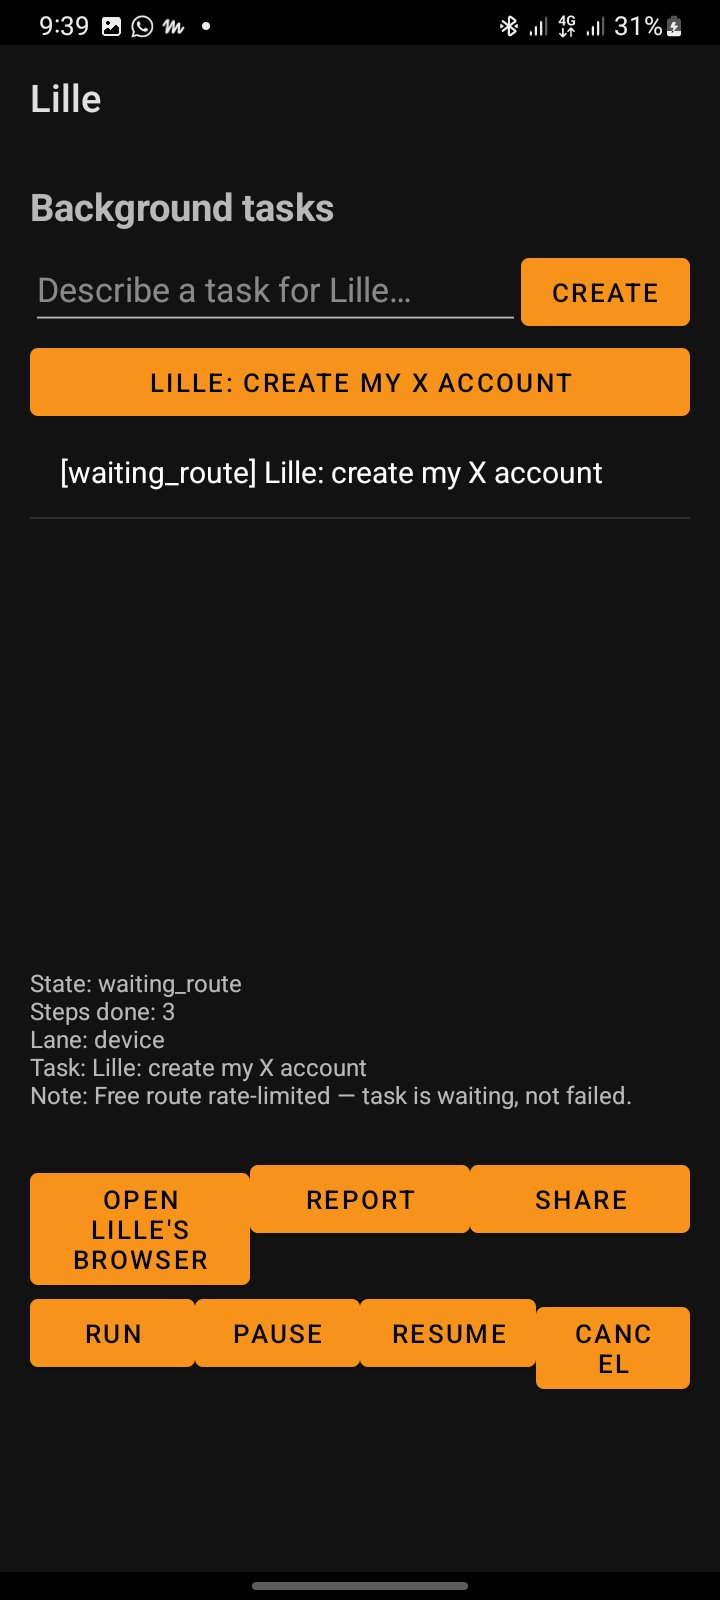 9:39 4G 31%
Lille
Background tasks
Describe a task for Lille…
CREATE
LILLE: CREATE MY X ACCOUNT
[waiting_route] Lille: create my X account
State: waiting_route
Steps done: 3
Lane: device
Task: Lille: create my X account
Note: Free route rate-limited — task is waiting, not failed.
OPEN
LILLE'S
BROWSER
REPORT
SHARE
RUN
PAUSE
RESUME
CANC
EL